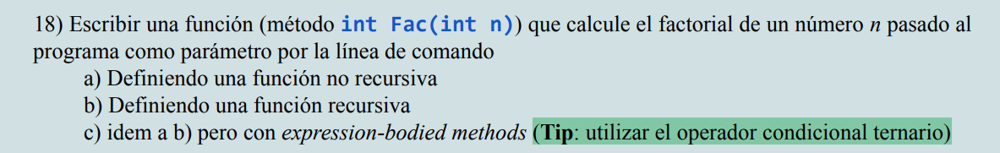 18) Escribir una función (método int Fac(int n)) que calcule el factorial de un número n pasado al
programa como parámetro por la línea de comando
a) Definiendo una función no recursiva
b) Definiendo una función recursiva
c) idem a b) pero con expression-bodied methods (Tip: utilizar el operador condicional ternario)